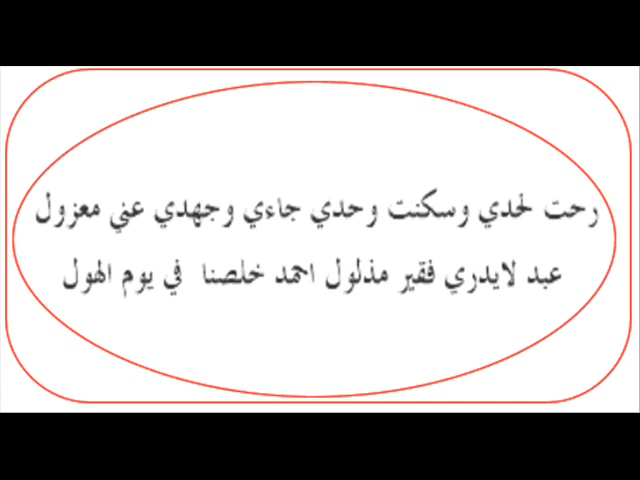 رحت لحدي وسكنت وحدي جاءي وجهدي عني معزول
عبد لايدري فقير مذلول احمد خلصنا في يوم الهول